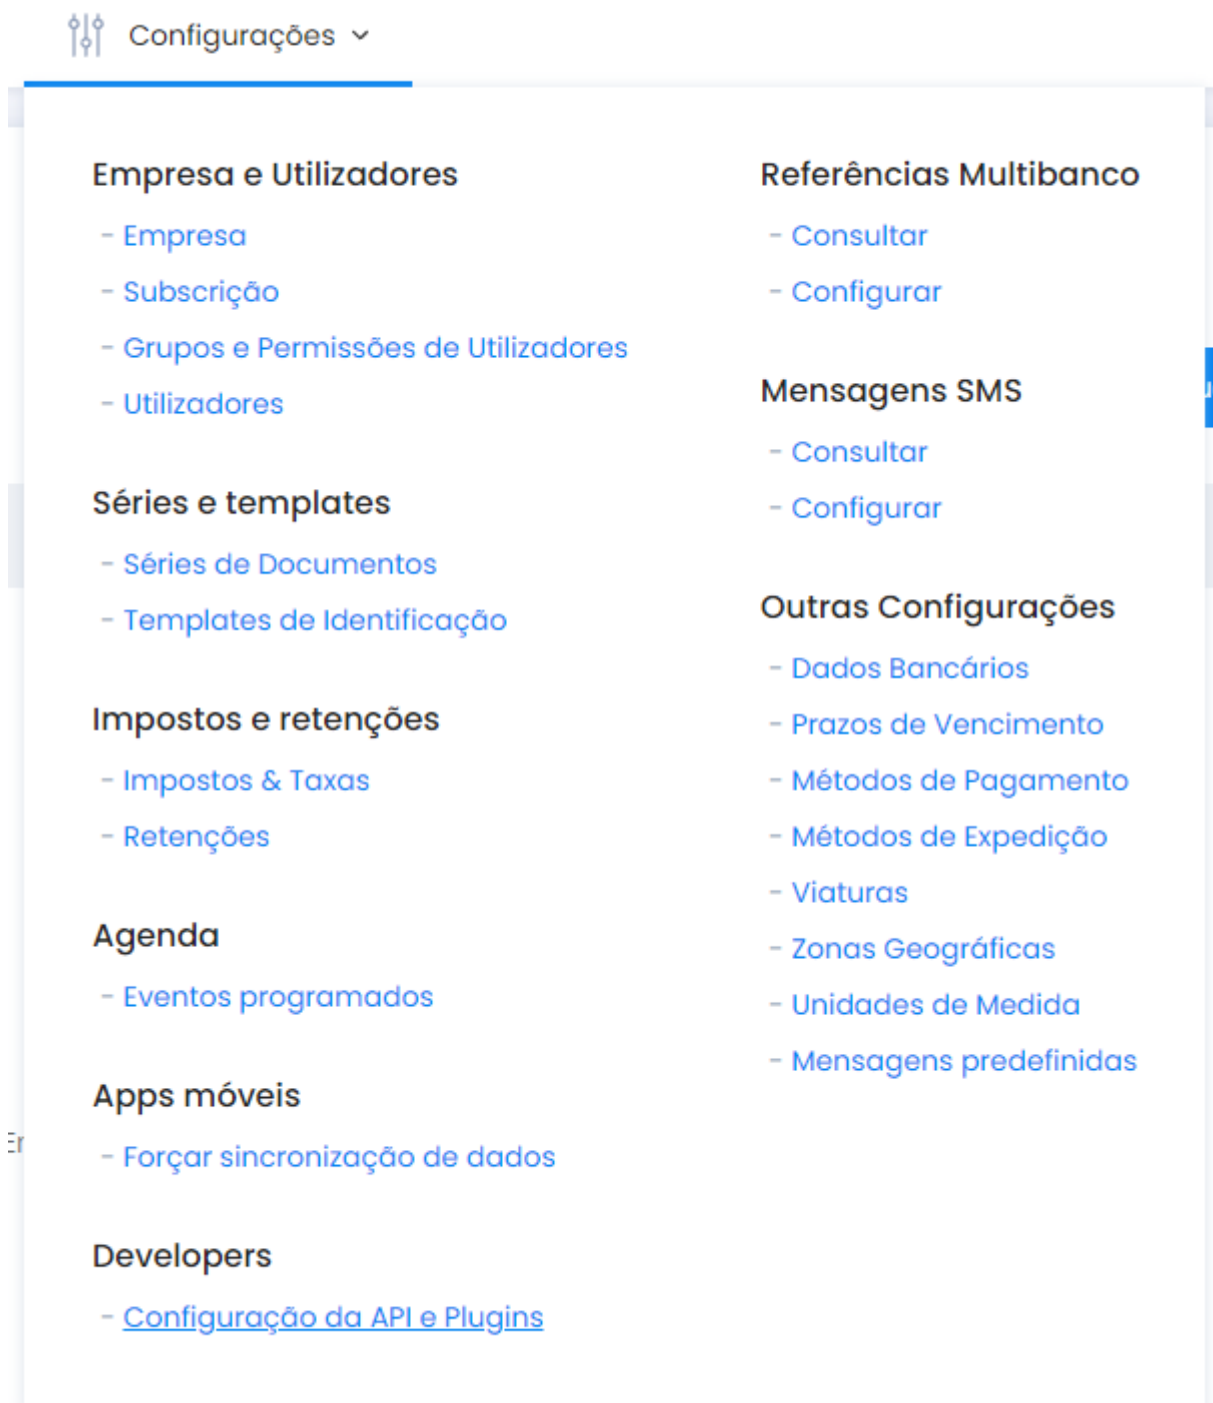 Configurações
Empresa e Utilizadores
- Empresa
- Subscrição
- Grupos e Permissões de Utilizadores
- Utilizadores
Séries e templates
- Séries de Documentos
- Templates de Identificação
Impostos e retenções
- Impostos & Taxas
- Retenções
Agenda
- Eventos programados
Apps móveis
- Forçar sincronização de dados
Developers
- Configuração da API e Plugins
Referências Multibanco
- Consultar
- Configurar
Mensagens SMS
- Consultar
- Configurar
Outras Configurações
- Dados Bancários
- Prazos de Vencimento
- Métodos de Pagamento
- Métodos de Expedição
- Viaturas
- Zonas Geográficas
- Unidades de Medida
- Mensagens predefinidas